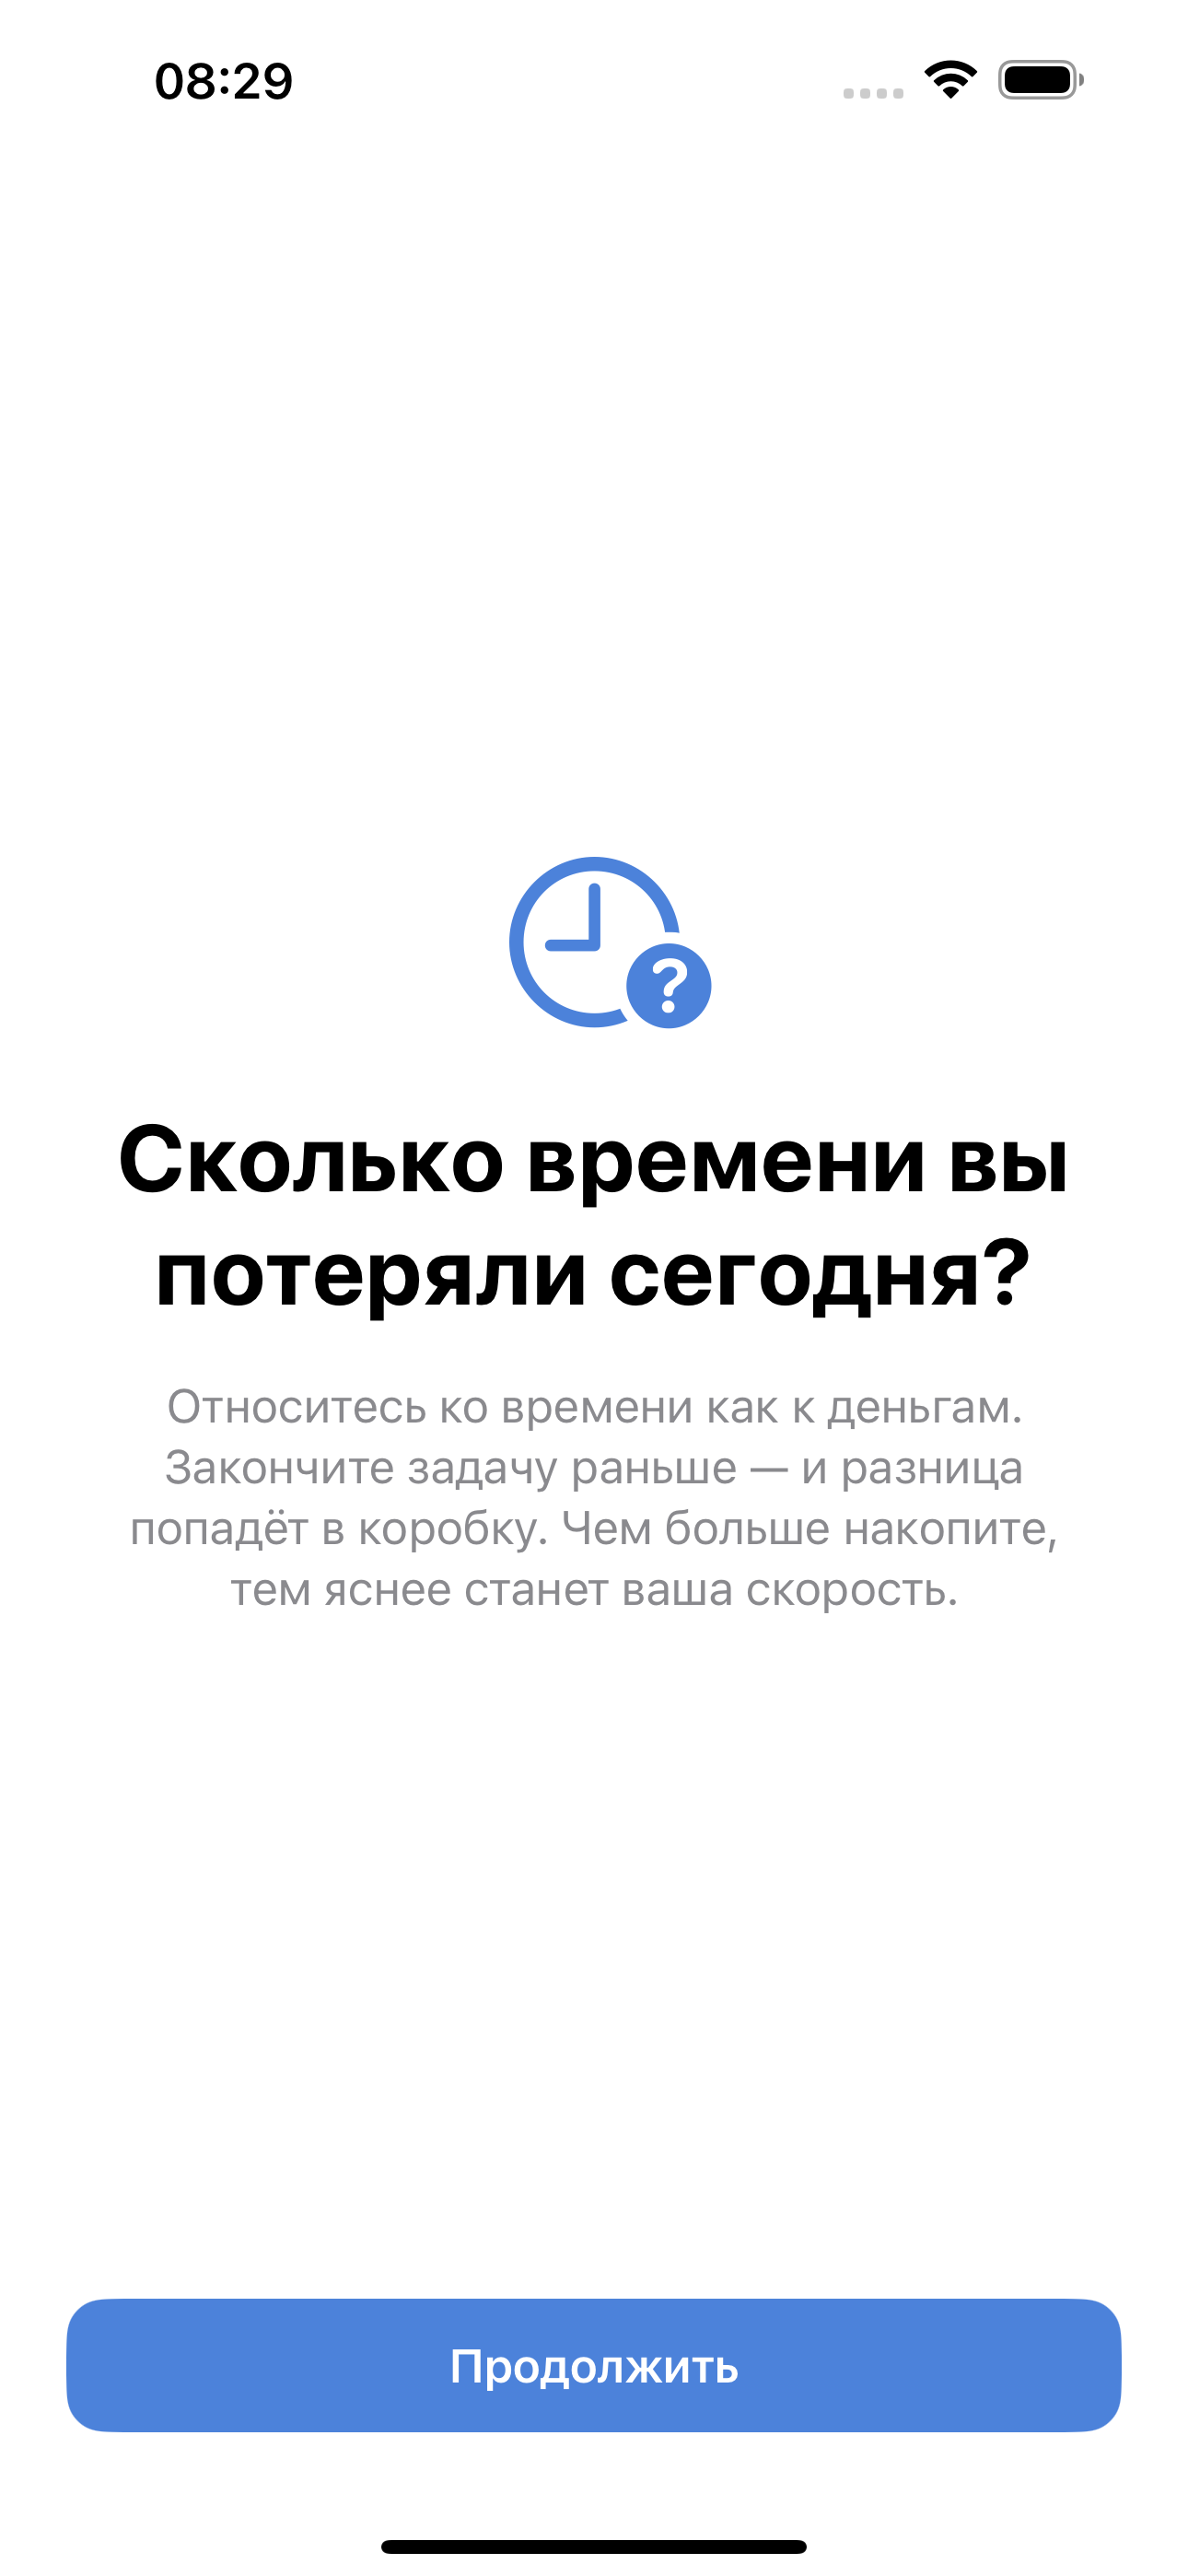 08:29
?
Сколько времени вы
потеряли сегодня?
Относитесь ко времени как к деньгам.
Закончите задачу раньше — и разница
попадёт в коробку. Чем больше накопите,
тем яснее станет ваша скорость.
Продолжить